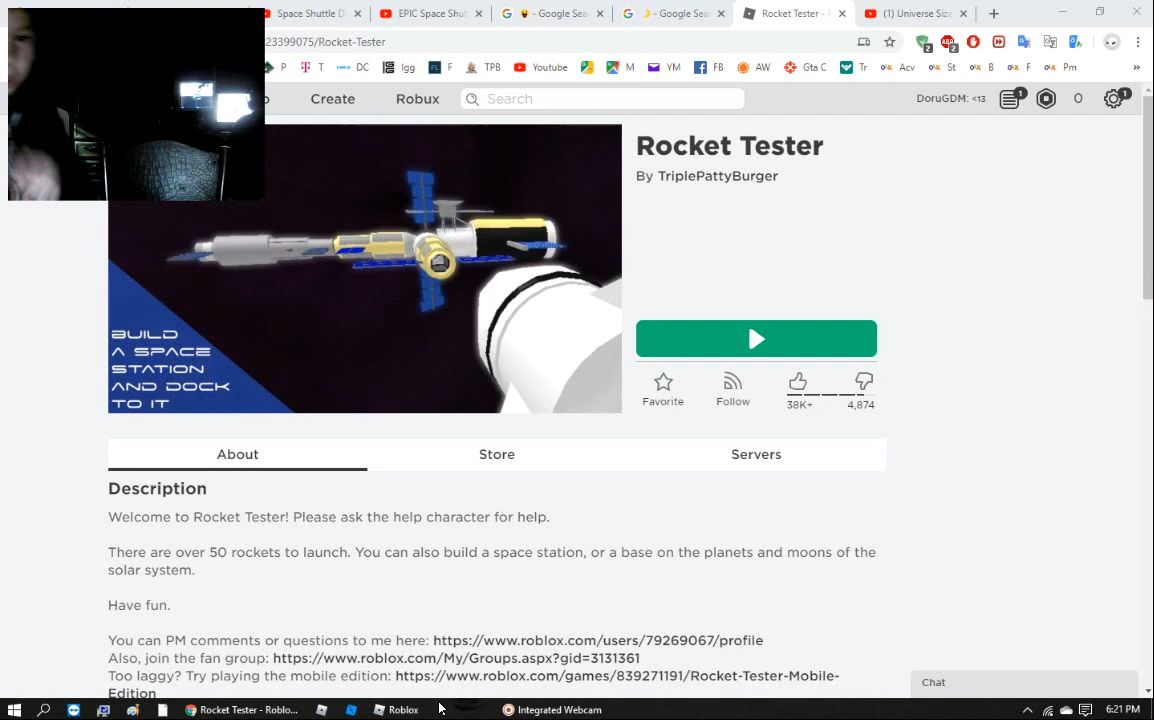 Space Shuttle D
EPIC Space Shut
- Google Sea
- Google Sea
Rocket Tester -
(1) Universe Siz
23399075/Rocket-Tester
2
2
P
T
DC
Igg
F
TPB
Youtube
M
YM
FB
AW
Gta C
Tr
Acv
St
B
F
Pm
»
Create
Robux
Search
DoruGDM: <13
1
0
1
BUILD
A SPACE
STATION
AND DOCK
TO IT
Rocket Tester
By TriplePattyBurger
Favorite
Follow
38K+
4,874
About
Store
Servers
Description
Welcome to Rocket Tester! Please ask the help character for help.
There are over 50 rockets to launch. You can also build a space station, or a base on the planets and moons of the
solar system.
Have fun.
You can PM comments or questions to me here: https://www.roblox.com/users/79269067/profile
Also, join the fan group: https://www.roblox.com/My/Groups.aspx?gid=3131361
Too laggy? Try playing the mobile edition: https://www.roblox.com/games/839271191/Rocket-Tester-Mobile-
Edition
Chat
Rocket Tester - Roblo...
Roblox
Integrated Webcam
6:21 PM